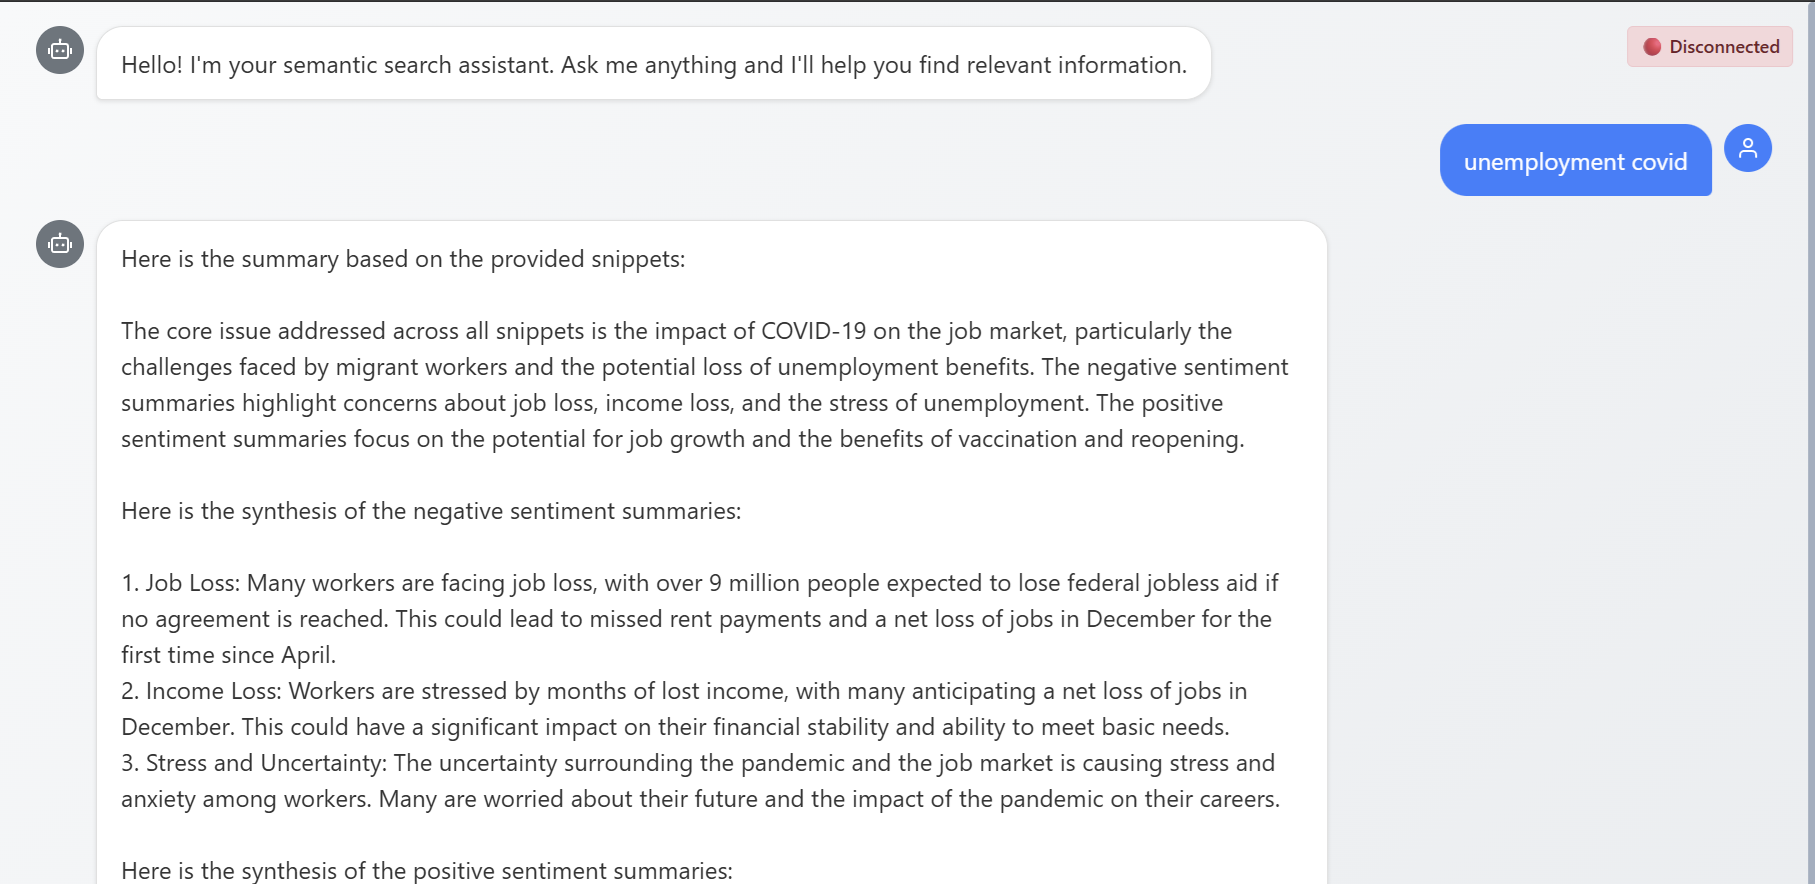 Hello! I'm your semantic search assistant. Ask me anything and I'll help you find relevant information.
Disconnected
unemployment covid
Here is the summary based on the provided snippets:
The core issue addressed across all snippets is the impact of COVID-19 on the job market, particularly the
challenges faced by migrant workers and the potential loss of unemployment benefits. The negative sentiment
summaries highlight concerns about job loss, income loss, and the stress of unemployment. The positive
sentiment summaries focus on the potential for job growth and the benefits of vaccination and reopening.
Here is the synthesis of the negative sentiment summaries:
1. Job Loss: Many workers are facing job loss, with over 9 million people expected to lose federal jobless aid if
no agreement is reached. This could lead to missed rent payments and a net loss of jobs in December for the
first time since April.
2. Income Loss: Workers are stressed by months of lost income, with many anticipating a net loss of jobs in
December. This could have a significant impact on their financial stability and ability to meet basic needs.
3. Stress and Uncertainty: The uncertainty surrounding the pandemic and the job market is causing stress and
anxiety among workers. Many are worried about their future and the impact of the pandemic on their careers.
Here is the synthesis of the positive sentiment summaries: